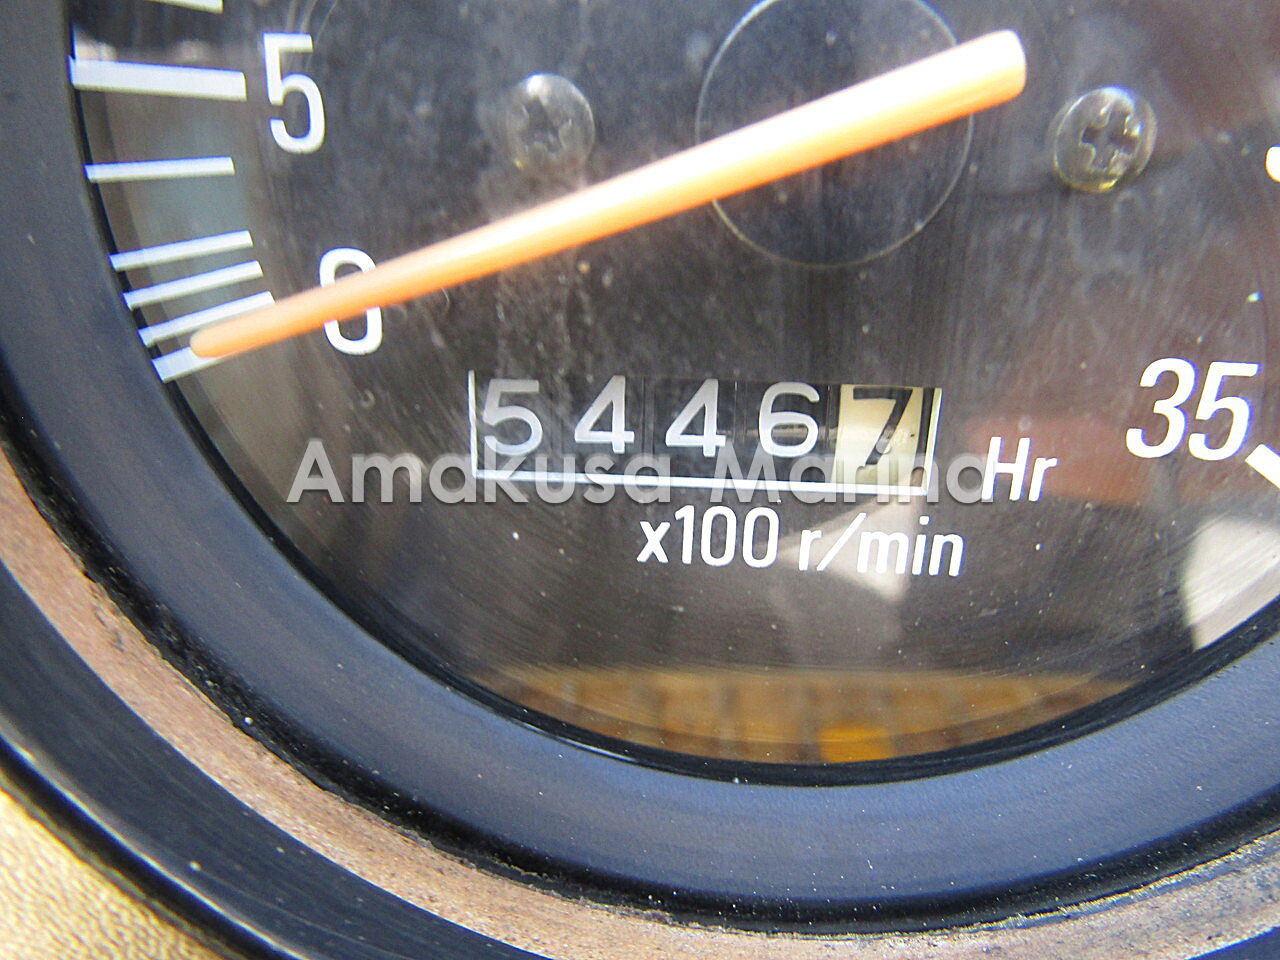 5
0
54467 Hr
35
Amakusa Marina
x100 r/min